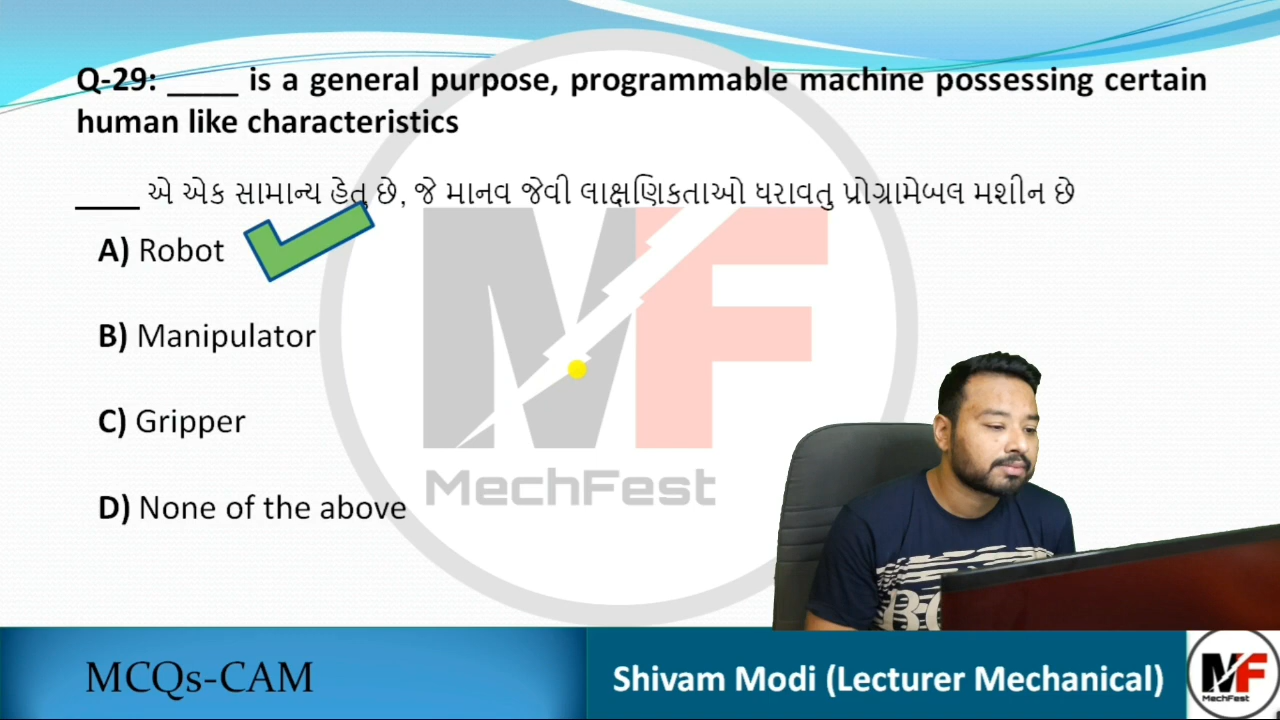 Q-29: ____ is a general purpose, programmable machine possessing certain
human like characteristics
____ એ એક સામાન્ય હેતુ છે, જે માનવ જેવી લાક્ષણિકતાઓ ધરાવતુ પ્રોગ્રામેબલ મશીન છે
A) Robot
B) Manipulator
C) Gripper
D) None of the above
MF
MechFest
MCQs-CAM
Shivam Modi (Lecturer Mechanical)
MF
MechFest